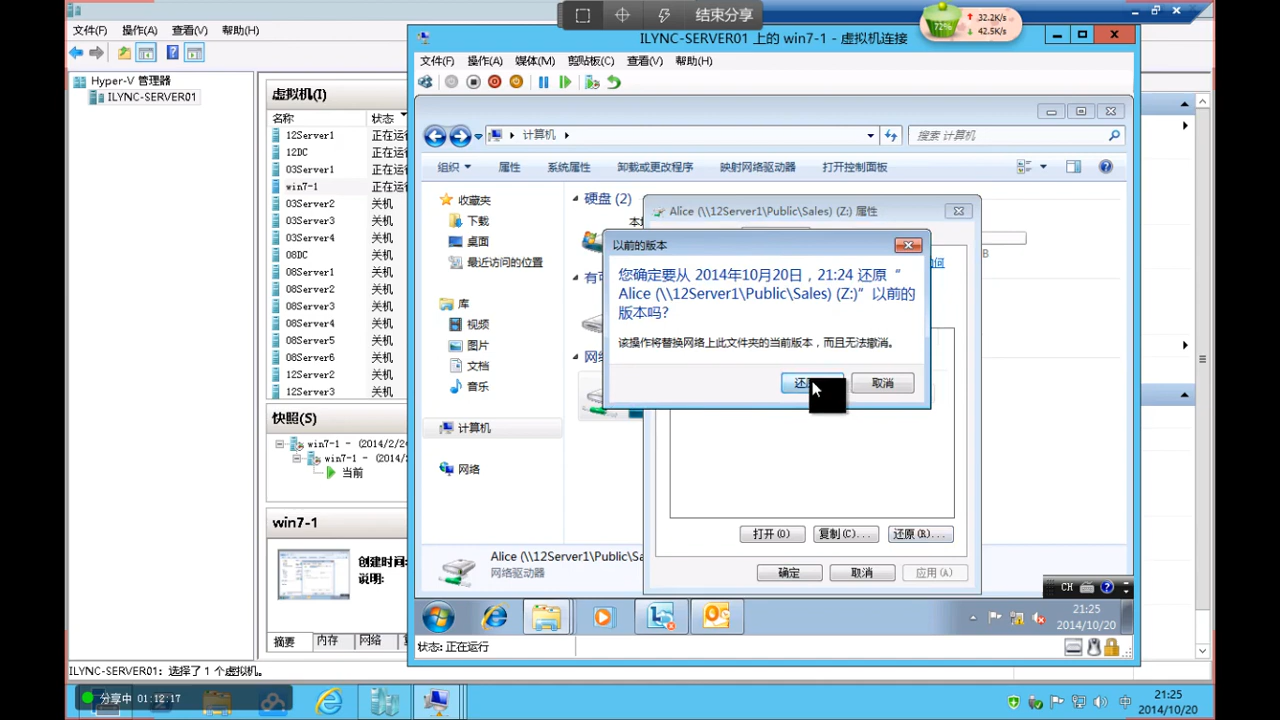 结束分享
72%
32.2K/s
42.5K/s
文件(F) 操作(A) 查看(V) 帮助(H)
Hyper-V 管理器
ILYNC-SERVER01
虚拟机(I)
名称 状态
12Server1 正在运
12DC 正在运
03Server1 正在运
win7-1 正在运
03Server2 关机
03Server3 关机
03Server4 关机
08DC 关机
08Server1 关机
08Server2 关机
08Server3 关机
08Server4 关机
08Server5 关机
08Server6 关机
12Server2 关机
12Server3 关机
快照(S)
win7-1 - (2014/2/2
win7-1 - (2014/
当前
win7-1
创建时间:
说明:
摘要 内存 网络
ILYNC-SERVER01: 选择了 1 个虚拟机。
ILYNC-SERVER01 上的 win7-1 - 虚拟机连接
文件(F) 操作(A) 媒体(M) 剪贴板(C) 查看(V) 帮助(H)
计算机
搜索 计算机
组织 属性 系统属性 卸载或更改程序 映射网络驱动器 打开控制面板
收藏夹
下载
桌面
最近访问的位置
库
视频
图片
文档
音乐
计算机
网络
硬盘 (2)
Alice (\\12Server1\Public\Sales) (Z:) 属性
以前的版本
您确定要从 2014年10月20日，21:24 还原“
Alice (\\12Server1\Public\Sales) (Z:)”以前的
版本吗?
该操作将替换网络上此文件夹的当前版本，而且无法撤消。
取消
打开(O) 复制(C)... 还原(R)...
确定 取消 应用(A)
Alice (\\12Server1\Public\Sa
网络驱动器
CH
21:25
2014/10/20
状态: 正在运行
分享中 01:12:17
中
21:25
2014/10/20